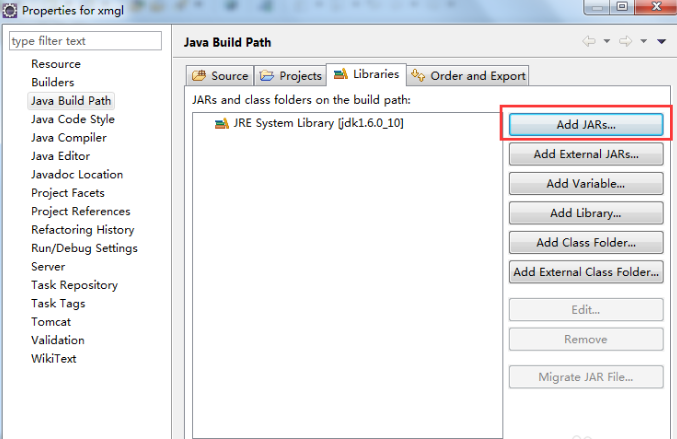 Properties for xmgl
type filter text
Resource
Builders
Java Build Path
Java Code Style
Java Compiler
Java Editor
Javadoc Location
Project Facets
Project References
Refactoring History
Run/Debug Settings
Server
Task Repository
Task Tags
Tomcat
Validation
WikiText
Java Build Path
Source Projects Libraries Order and Export
JARs and class folders on the build path:
JRE System Library [jdk1.6.0_10]
Add JARs...
Add External JARs...
Add Variable...
Add Library...
Add Class Folder...
Add External Class Folder...
Edit...
Remove
Migrate JAR File...